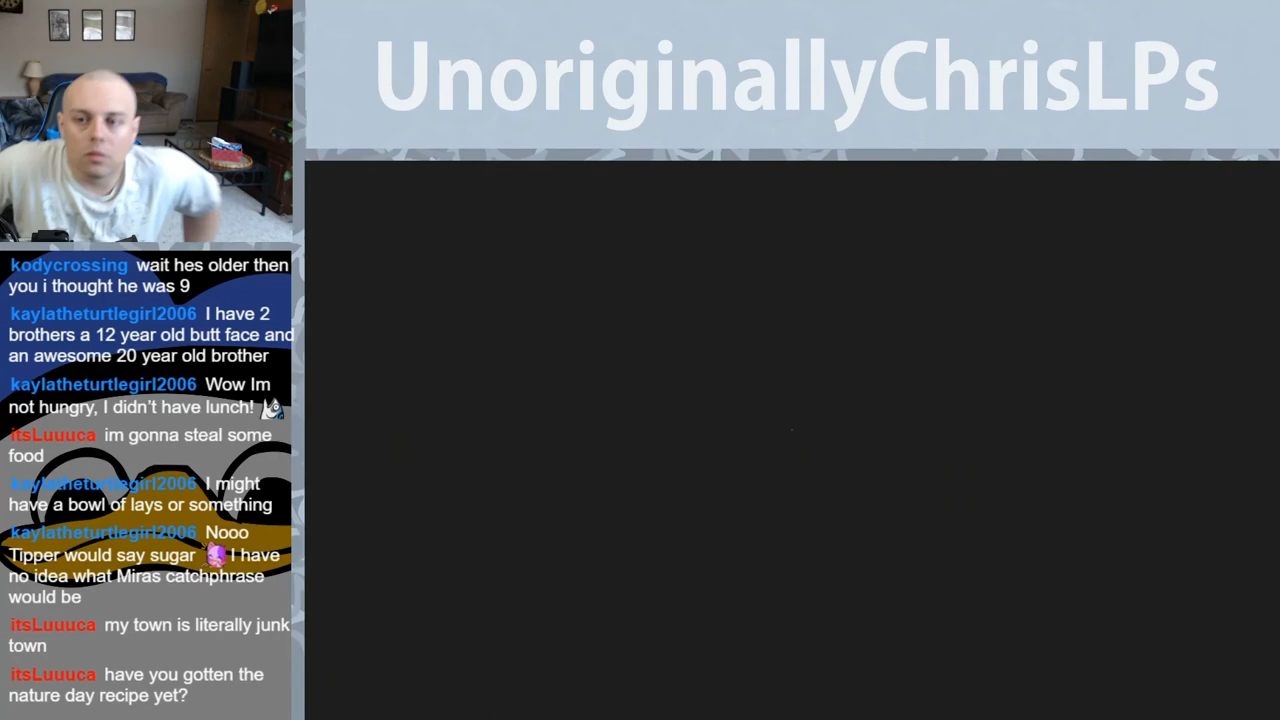 UnoriginallyChrisLPs
kodycrossing wait hes older then
you i thought he was 9
kaylatheturtlegirl2006 I have 2
brothers a 12 year old butt face and
an awesome 20 year old brother
kaylatheturtlegirl2006 Wow Im
not hungry, I didn't have lunch!
itsLuuuca im gonna steal some
food
kaylatheturtlegirl2006 I might
have a bowl of lays or something
kaylatheturtlegirl2006 Nooo
Tipper would say sugar I have
no idea what Miras catchphrase
would be
itsLuuuca my town is literally junk
town
itsLuuuca have you gotten the
nature day recipe yet?